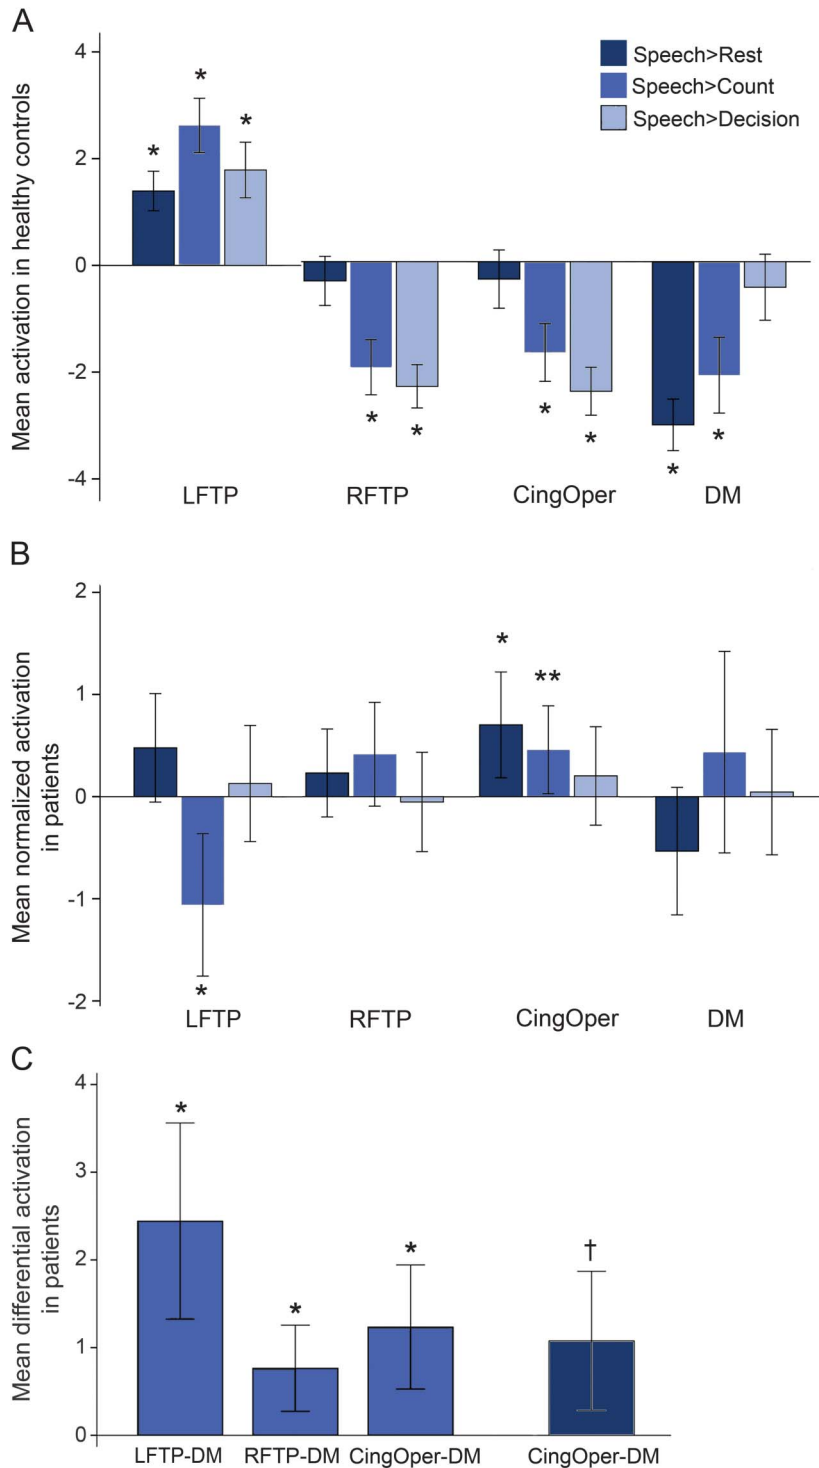 A
Speech>Rest
Speech>Count
Speech>Decision
Mean activation in healthy controls
4
2
0
-2
-4
*
*
*
*
*
*
*
*
*
LFTP
RFTP
CingOper
DM
B
Mean normalized activation
in patients
2
1
0
-1
-2
*
*
**
LFTP
RFTP
CingOper
DM
C
Mean differential activation
in patients
4
3
2
1
0
*
*
*
†
LFTP-DM
RFTP-DM
CingOper-DM
CingOper-DM